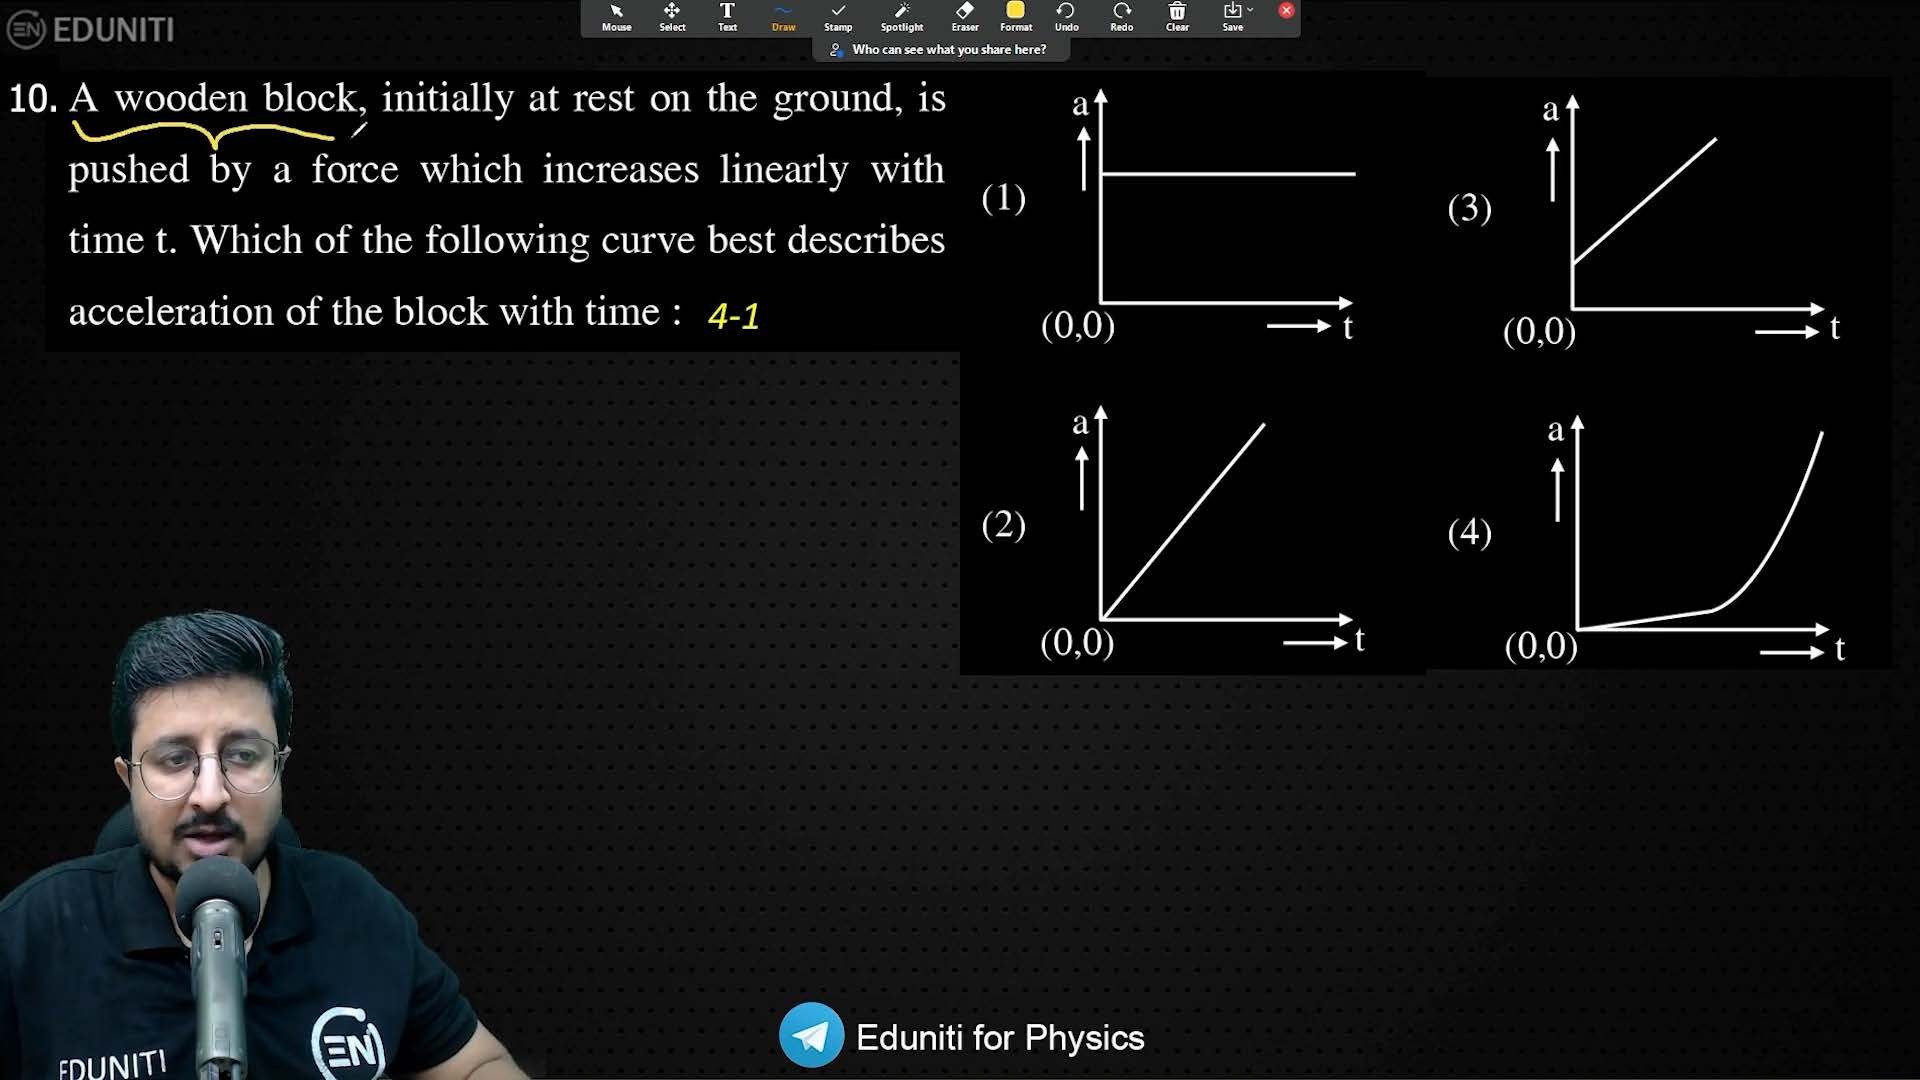 EN EDUNITI
Mouse Select Text Draw Stamp Spotlight Eraser Format Undo Redo Clear Save
Who can see what you share here?
10. A wooden block, initially at rest on the ground, is
pushed by a force which increases linearly with
time t. Which of the following curve best describes
acceleration of the block with time : 4-1
(1)
a
(0,0)
t
(3)
a
(0,0)
t
(2)
a
(0,0)
t
(4)
a
(0,0)
t
EDUNITI
EN
Eduniti for Physics